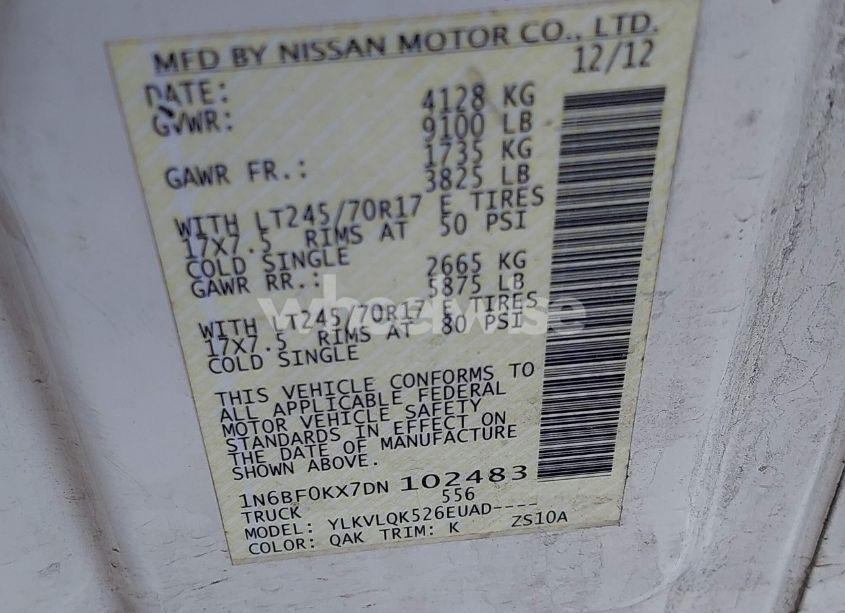 MFD BY NISSAN MOTOR CO., LTD.
DATE: 12/12
GVWR: 4128 KG
9100 LB
GAWR FR.: 1735 KG
3825 LB
WITH LT245/70R17 E TIRES
17X7.5 RIMS AT 50 PSI
COLD SINGLE
GAWR RR.: 2665 KG
5875 LB
WITH LT245/70R17 E TIRES
17X7.5 RIMS AT 80 PSI
COLD SINGLE
wheelwise
THIS VEHICLE CONFORMS TO
ALL APPLICABLE FEDERAL
MOTOR VEHICLE SAFETY
STANDARDS IN EFFECT ON
THE DATE OF MANUFACTURE
SHOWN ABOVE.
1N6BF0KX7DN 102483
TRUCK 556
MODEL: YLKVLQK526EUAD----
COLOR: QAK TRIM: K ZS10A